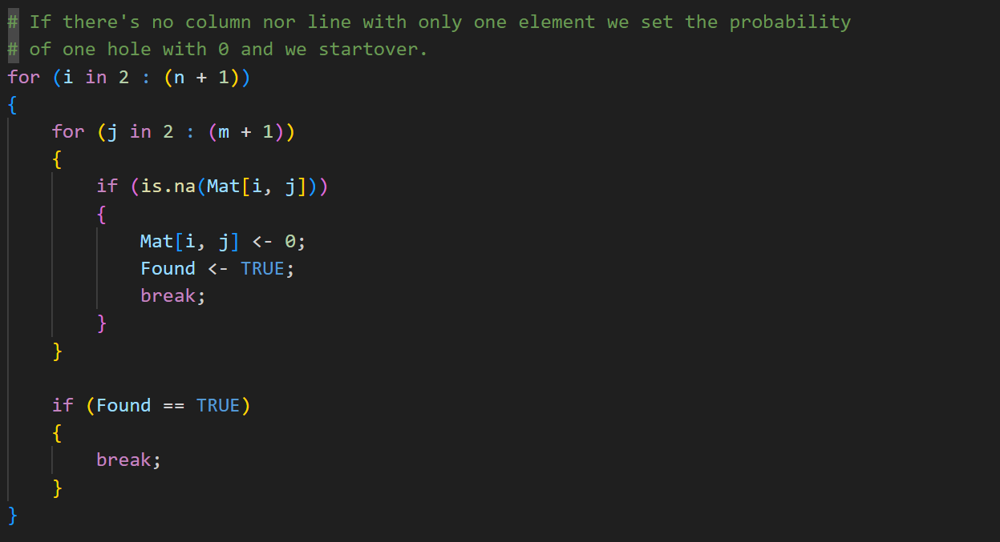 # If there's no column nor line with only one element we set the probability
# of one hole with 0 and we startover.
for (i in 2 : (n + 1))
{
    for (j in 2 : (m + 1))
    {
        if (is.na(Mat[i, j]))
        {
            Mat[i, j] <- 0;
            Found <- TRUE;
            break;
        }
    }

    if (Found == TRUE)
    {
        break;
    }
}